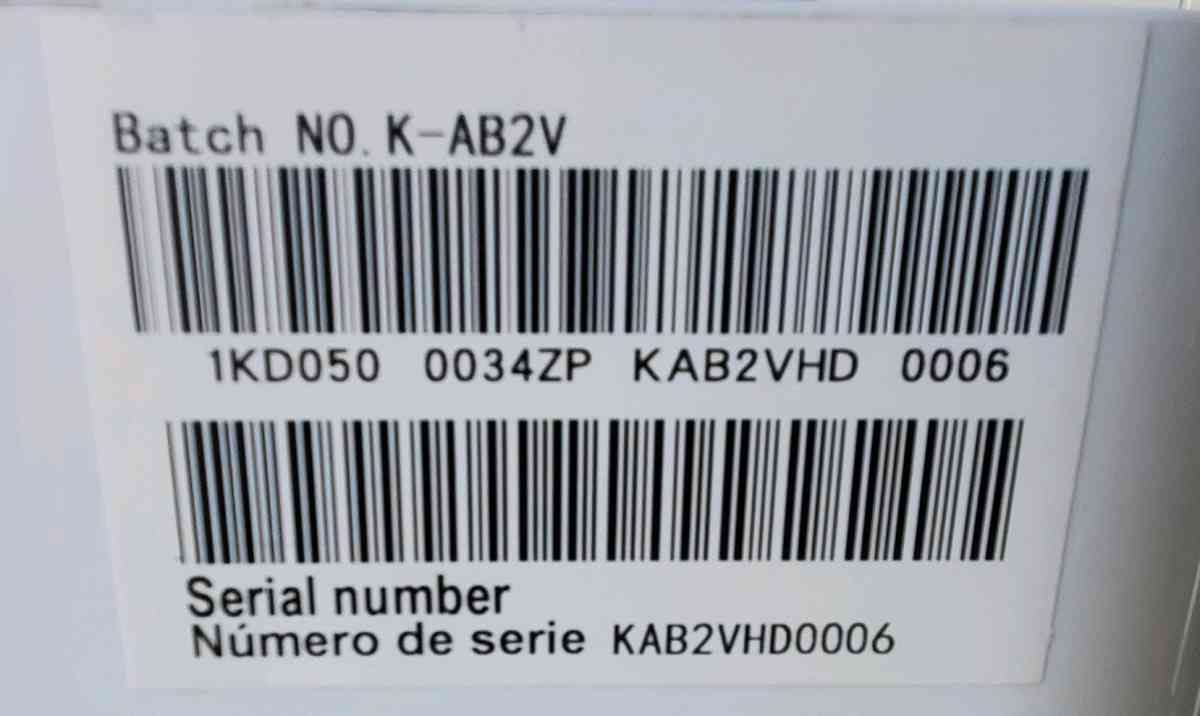 Batch NO. K-AB2V
1KD050 0034ZP KAB2VHD 0006
Serial number
Número de serie KAB2VHD0006